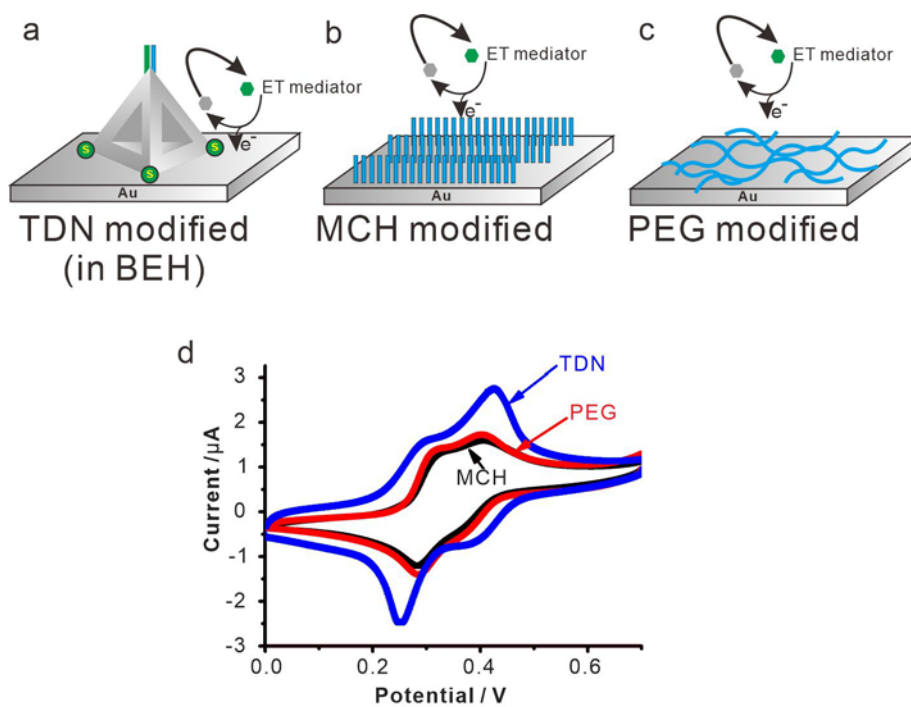 a
ET mediator
e-
S
S
S
Au
TDN modified
(in BEH)
b
ET mediator
e-
Au
MCH modified
c
ET mediator
e-
Au
PEG modified
d
TDN
PEG
MCH
Current /µA
3
2
1
0
-1
-2
-3
0.0
0.2
0.4
0.6
Potential / V